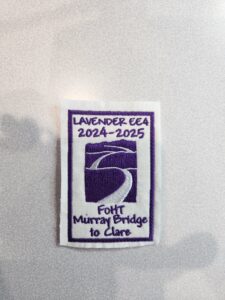 LAVENDER EE4
2024-2025
FoHT
Murray Bridge
to Clare